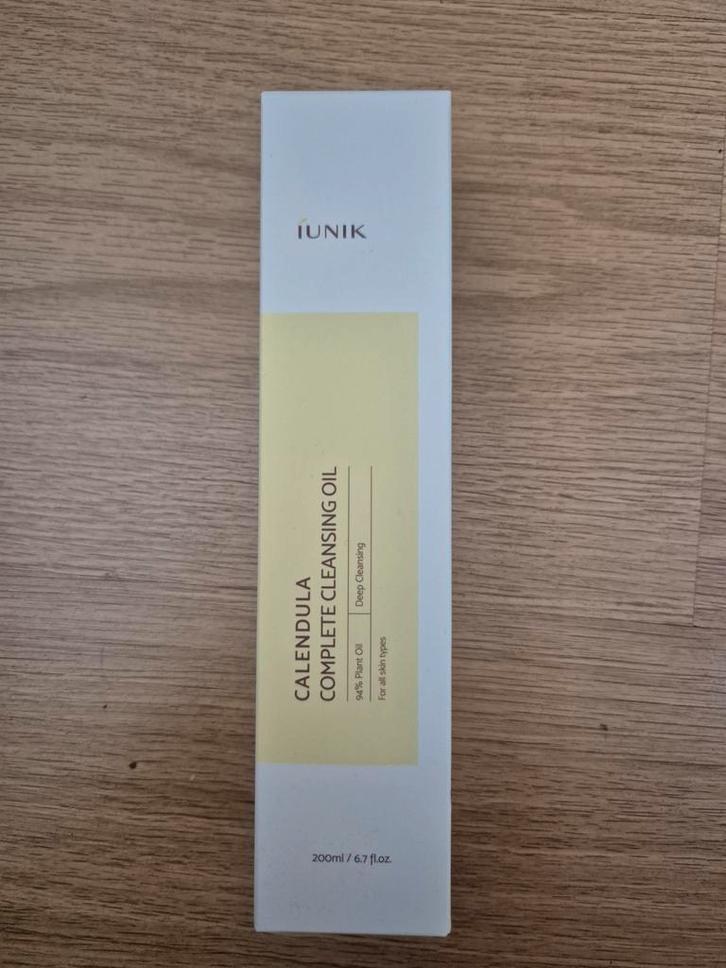 iUNIK
CALENDULA
COMPLETE CLEANSING OIL
94% Plant Oil
Deep Cleansing
For all skin types
200ml / 6.7 fl.oz.